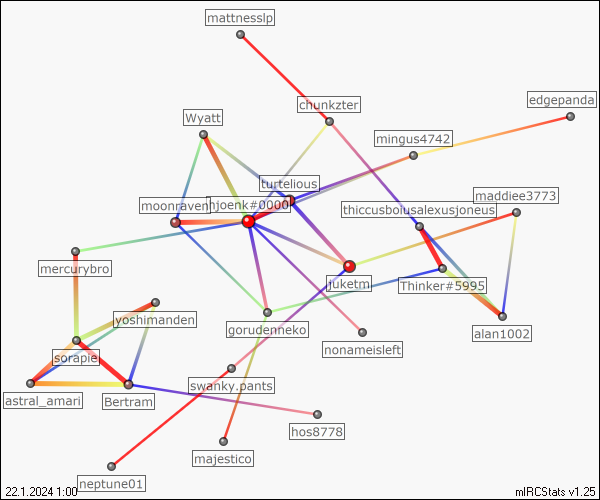 mattnesslp
edgepanda
chunkzter
Wyatt
mingus4742
turtelious
maddiee3773
moonraven
hjoenk#0000
thiccusboiusalexusjoneus
mercurybro
juketm
Thinker#5995
yoshimanden
gorudenneko
alan1002
nonameisleft
sorapie
swanky.pants
astral_amari
Bertram
hos8778
majestico
neptune01
22.1.2024 1:00
mIRCStats v1.25